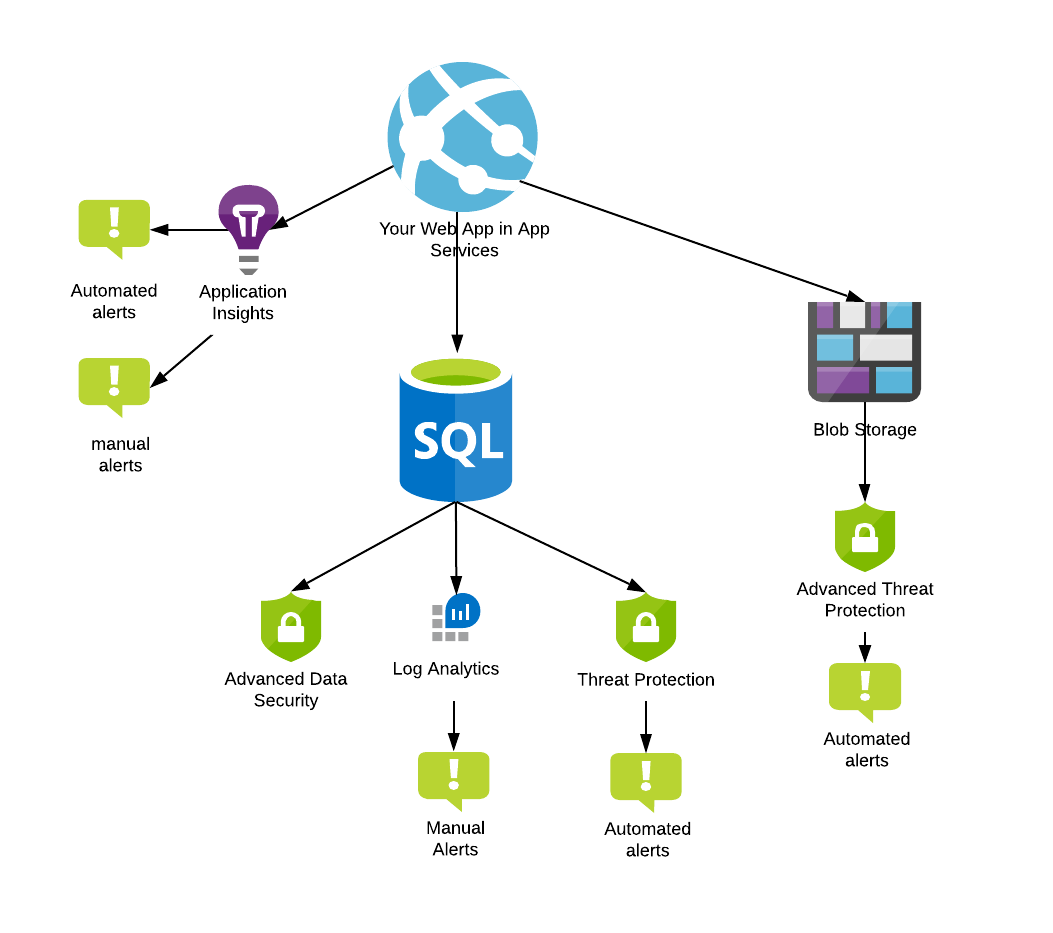 Your Web App in App
Services
Automated
alerts
Application
Insights
manual
alerts
SQL
Blob Storage
Advanced Threat
Protection
Advanced Data
Security
Log Analytics
Threat Protection
Automated
alerts
Manual
Alerts
Automated
alerts